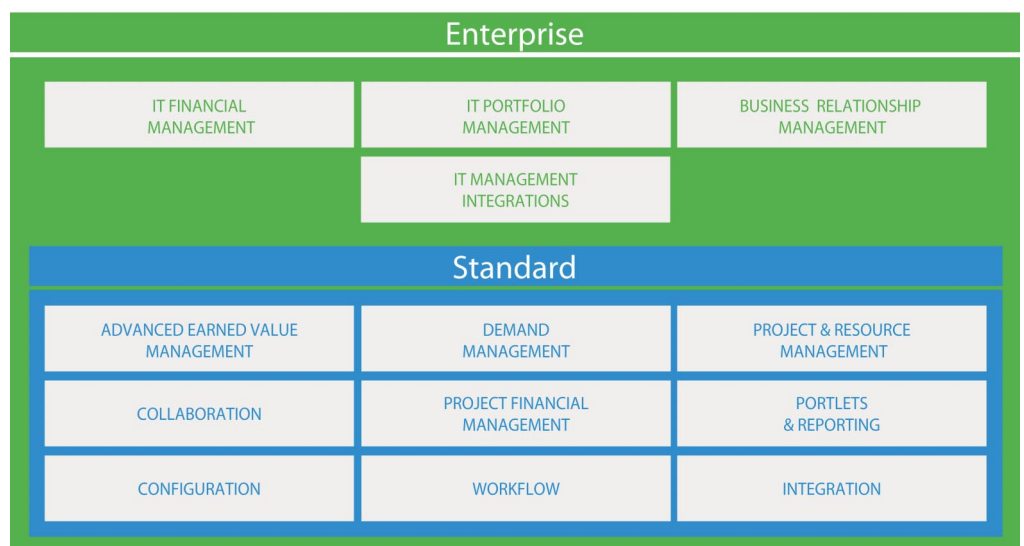 Enterprise
IT FINANCIAL
MANAGEMENT
IT PORTFOLIO
MANAGEMENT
BUSINESS RELATIONSHIP
MANAGEMENT
IT MANAGEMENT
INTEGRATIONS
Standard
ADVANCED EARNED VALUE
MANAGEMENT
DEMAND
MANAGEMENT
PROJECT & RESOURCE
MANAGEMENT
COLLABORATION
PROJECT FINANCIAL
MANAGEMENT
PORTLETS
& REPORTING
CONFIGURATION
WORKFLOW
INTEGRATION